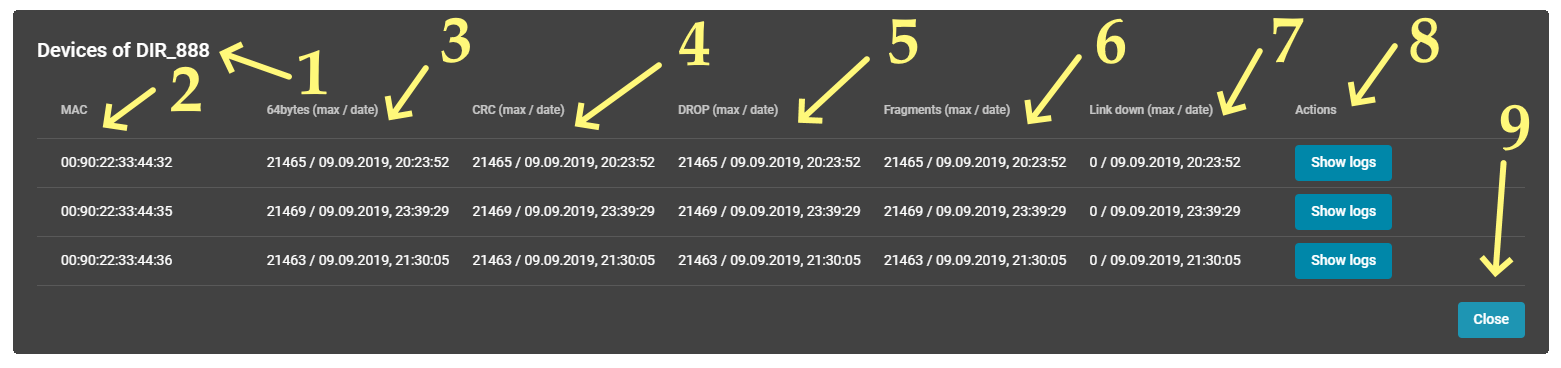 Devices of DIR_888
1 2 3 4 5 6 7 8 9
MAC 64bytes (max / date) CRC (max / date) DROP (max / date) Fragments (max / date) Link down (max / date) Actions
00:90:22:33:44:32 21465 / 09.09.2019, 20:23:52 21465 / 09.09.2019, 20:23:52 21465 / 09.09.2019, 20:23:52 21465 / 09.09.2019, 20:23:52 0 / 09.09.2019, 20:23:52 Show logs
00:90:22:33:44:35 21469 / 09.09.2019, 23:39:29 21469 / 09.09.2019, 23:39:29 21469 / 09.09.2019, 23:39:29 21469 / 09.09.2019, 23:39:29 0 / 09.09.2019, 23:39:29 Show logs
00:90:22:33:44:36 21463 / 09.09.2019, 21:30:05 21463 / 09.09.2019, 21:30:05 21463 / 09.09.2019, 21:30:05 21463 / 09.09.2019, 21:30:05 0 / 09.09.2019, 21:30:05 Show logs
Close